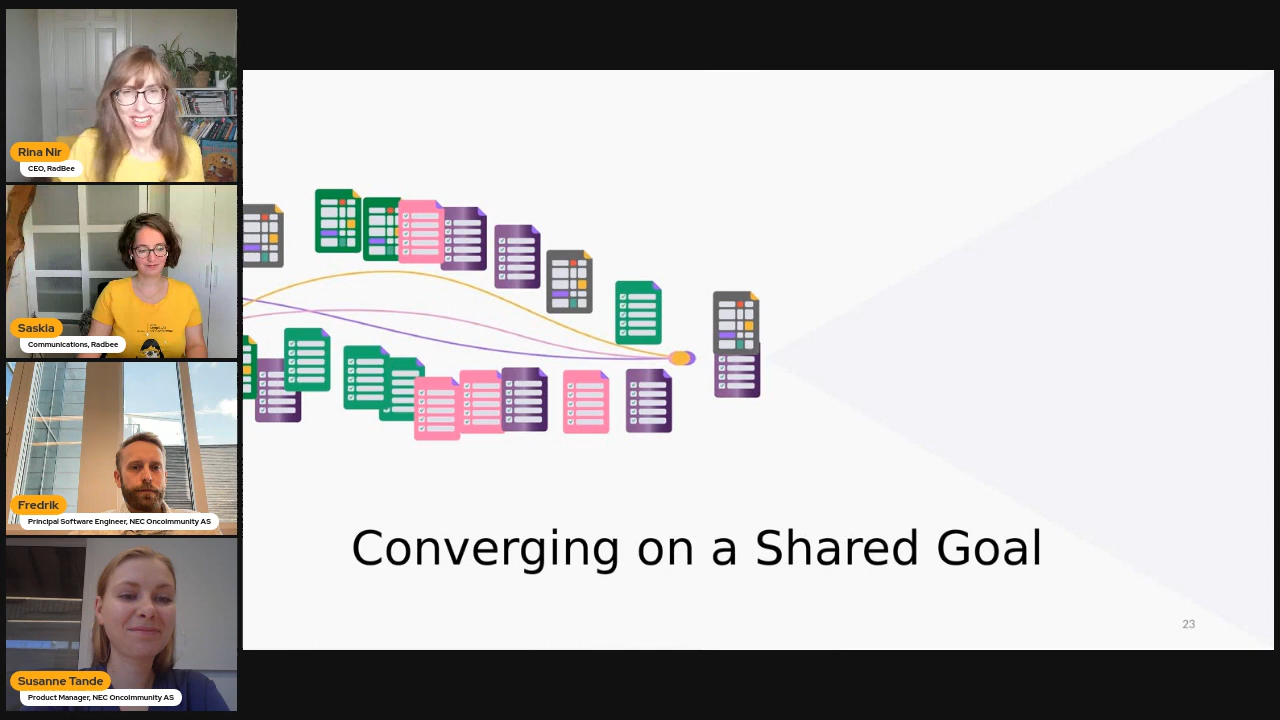 Rina Nir
CEO, RadBee
Saskia
Communications, Radbee
Fredrik
Principal Software Engineer, NEC OncoImmunity AS
Susanne Tande
Product Manager, NEC OncoImmunity AS
Converging on a Shared Goal
23